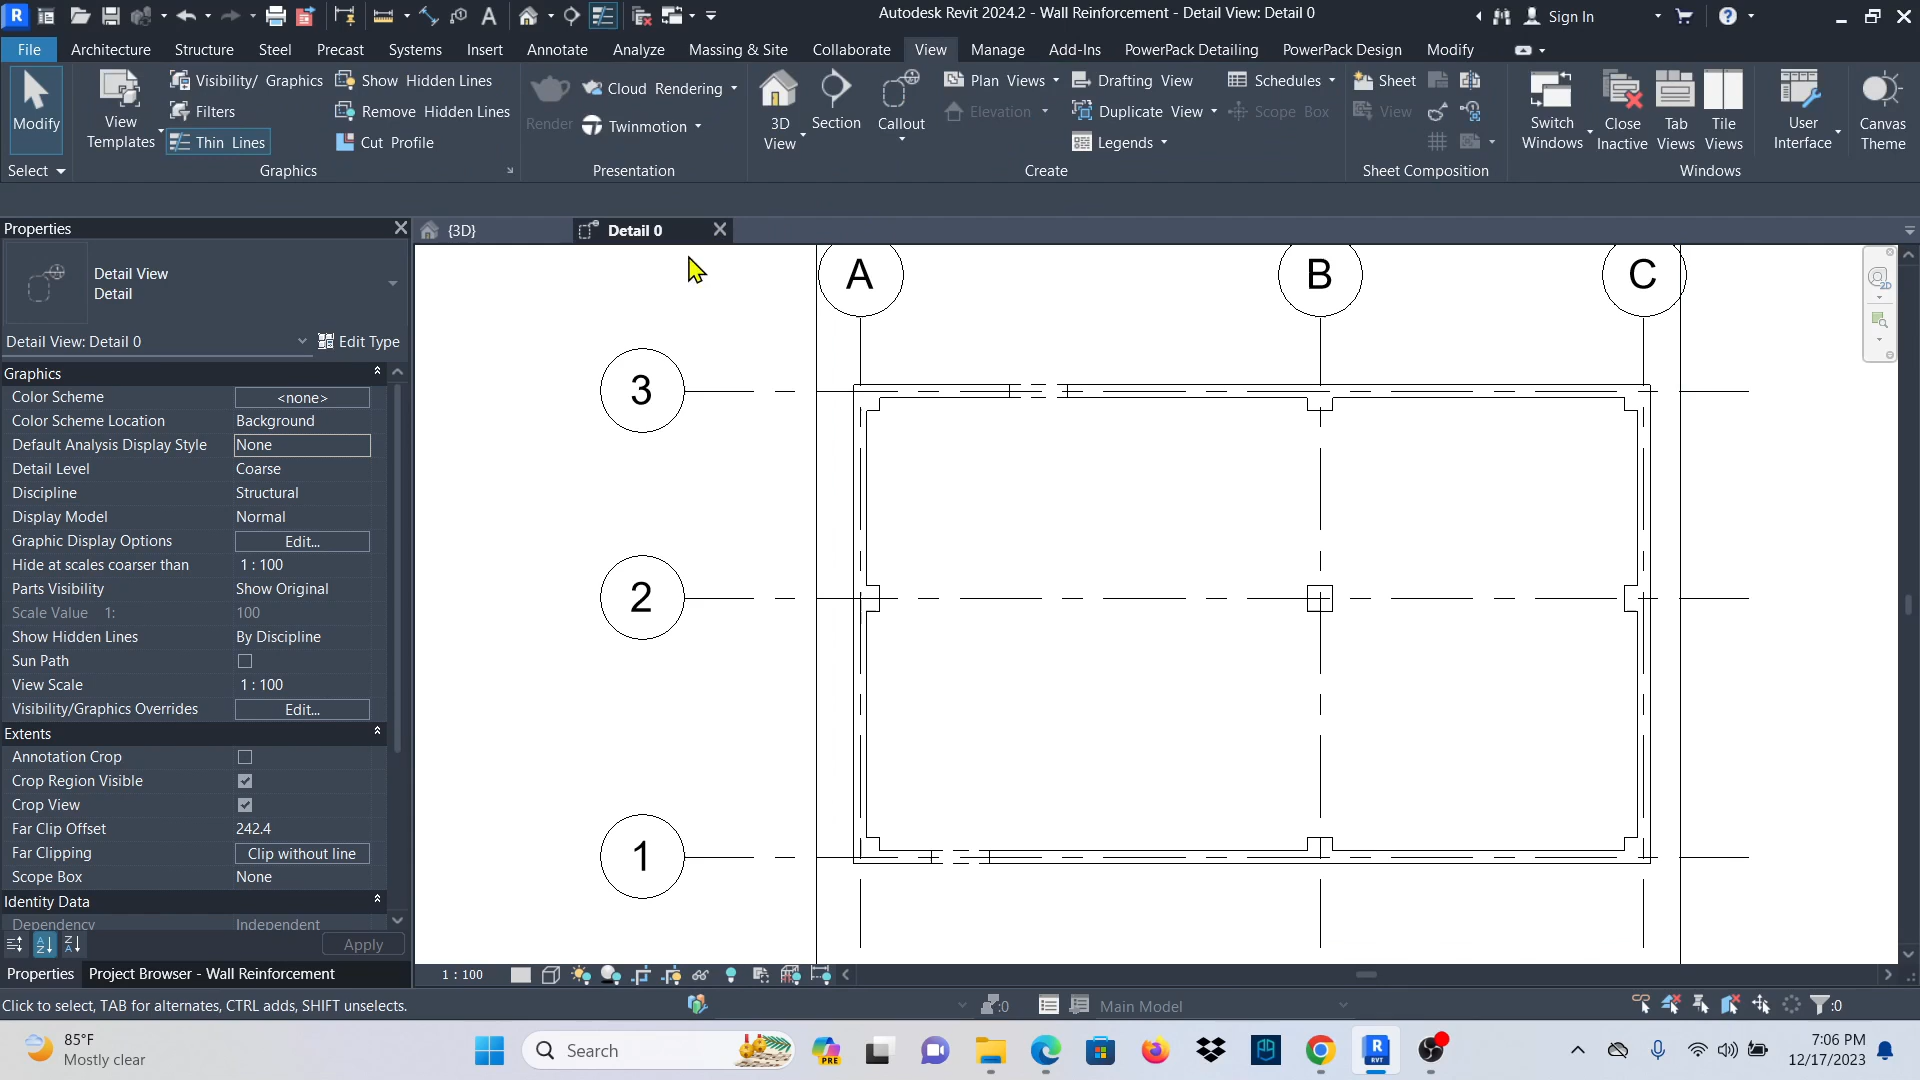 Autodesk Revit 2024.2 - Wall Reinforcement - Detail View: Detail 0
Sign In
File Architecture Structure Steel Precast Systems Insert Annotate Analyze Massing & Site Collaborate View Manage Add-Ins PowerPack Detailing PowerPack Design Modify
Modify
View Templates
Visibility/ Graphics
Filters
Thin Lines
Show Hidden Lines
Remove Hidden Lines
Cut Profile
Render
Cloud Rendering
Twinmotion
3D View
Section
Callout
Plan Views
Elevation
Drafting View
Duplicate View
Legends
Schedules
Scope Box
Sheet
View
Switch Windows
Close Inactive
Tab Views
Tile Views
User Interface
Canvas Theme
Select
Graphics
Presentation
Create
Sheet Composition
Windows
Properties
{3D}
Detail 0
Detail View
Detail
Detail View: Detail 0
Edit Type
Graphics
Color Scheme <none>
Color Scheme Location Background
Default Analysis Display Style None
Detail Level Coarse
Discipline Structural
Display Model Normal
Graphic Display Options Edit...
Hide at scales coarser than 1 : 100
Parts Visibility Show Original
Scale Value 1: 100
Show Hidden Lines By Discipline
Sun Path
View Scale 1 : 100
Visibility/Graphics Overrides Edit...
Extents
Annotation Crop
Crop Region Visible
Crop View
Far Clip Offset 242.4
Far Clipping Clip without line
Scope Box None
Identity Data
Dependency Independent
Apply
Properties
Project Browser - Wall Reinforcement
A
B
C
3
2
1
1 : 100
Click to select, TAB for alternates, CTRL adds, SHIFT unselects.
:0
Main Model
:0
85°F
Mostly clear
Search
PRE
R
RVT
7:06 PM
12/17/2023